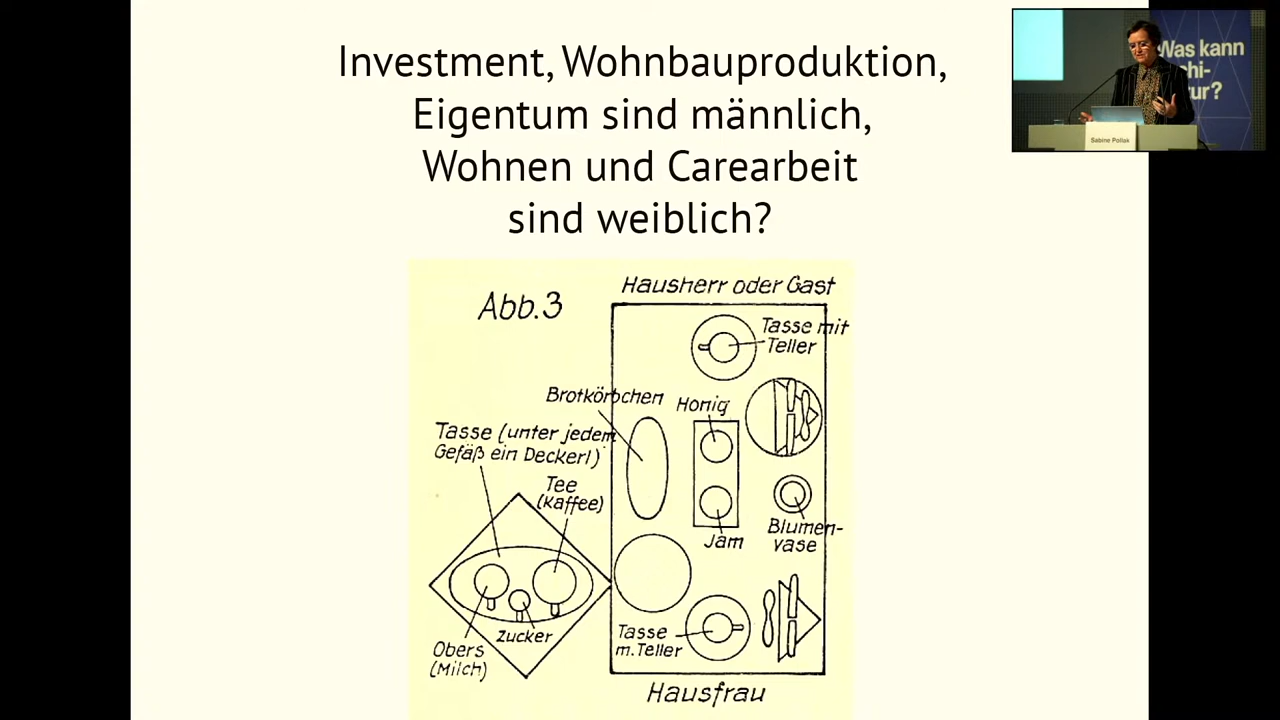 Investment, Wohnbauproduktion,
Eigentum sind männlich,
Wohnen und Carearbeit
sind weiblich?
Was kann
chi-
tur?
Sabine Pollak
Abb.3
Hausherr oder Gast
Tasse mit
Teller
Brotkörbchen
Honig
Tasse (unter jedem
Gefäß ein Deckerl)
Tee
(Kaffee)
Jam
Blumen-
vase
Obers
(Milch)
Zucker
Tasse
m. Teller
Hausfrau